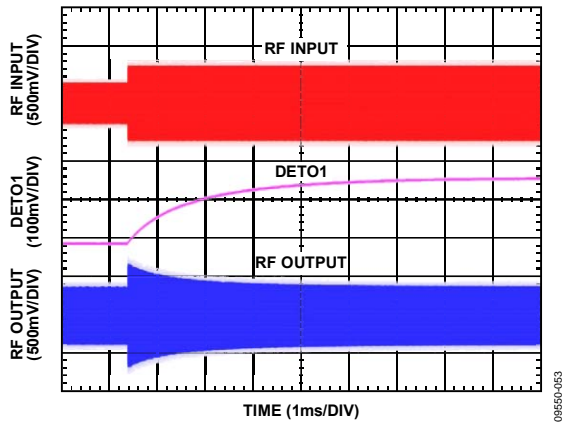 RF INPUT
(500mV/DIV)
RF INPUT
DETO1
(100mV/DIV)
DETO1
RF OUTPUT
(500mV/DIV)
RF OUTPUT
TIME (1ms/DIV)
09550-053